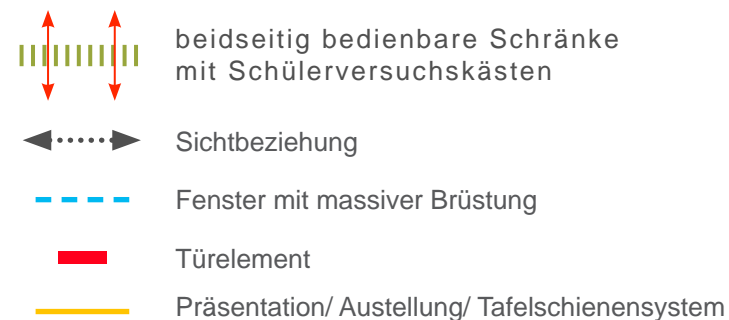 beidseitig bedienbare Schränke
mit Schülerversuchskästen
Sichtbeziehung
Fenster mit massiver Brüstung
Türelement
Präsentation/ Austellung/ Tafelschienensystem